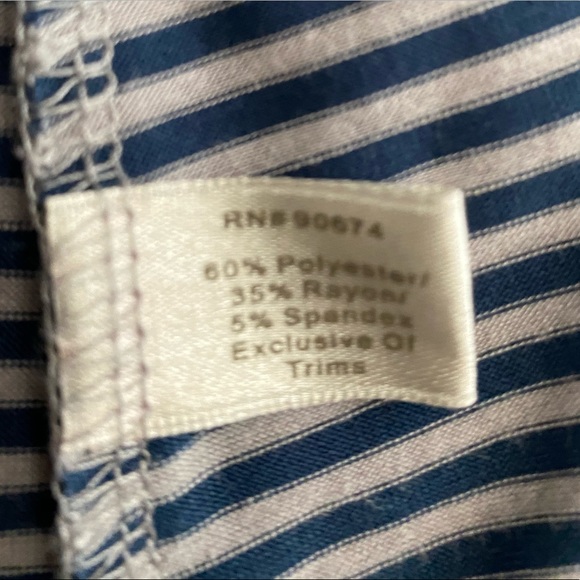 RN#90674
60% Polyester/
35% Rayon/
5% Spandex
Exclusive Of
Trims